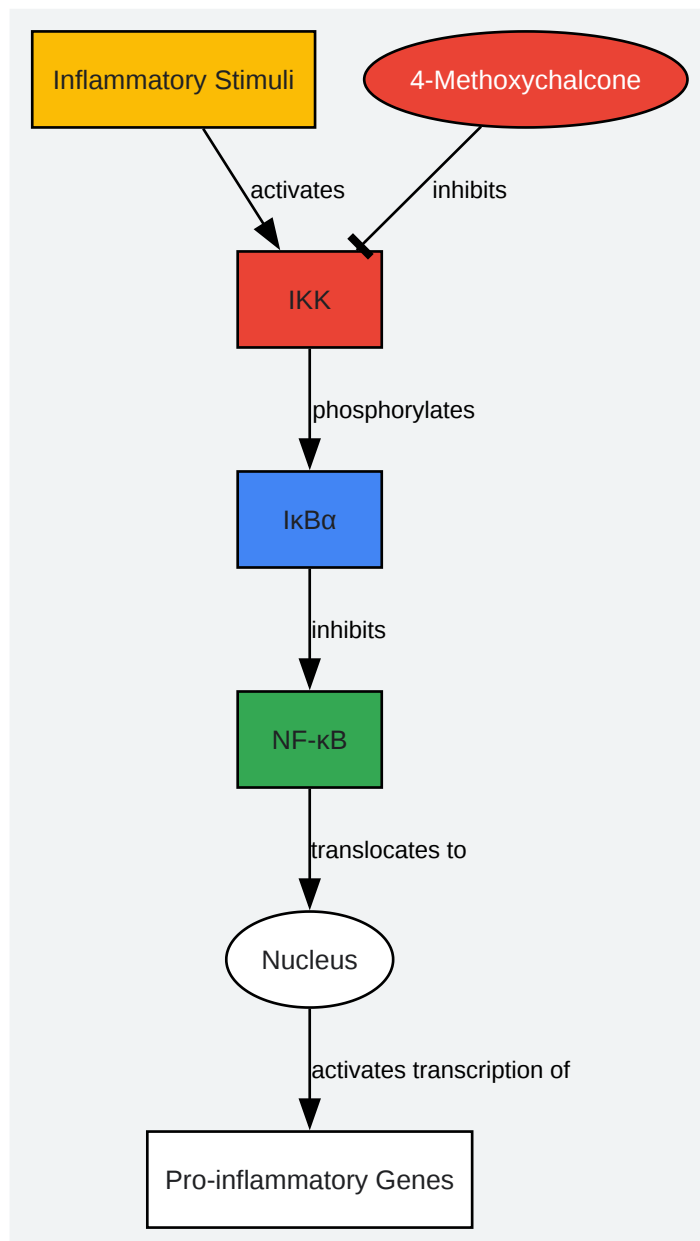 Inflammatory Stimuli
4-Methoxychalcone
activates
inhibits
IKK
phosphorylates
IκBα
inhibits
NF-κB
translocates to
Nucleus
activates transcription of
Pro-inflammatory Genes